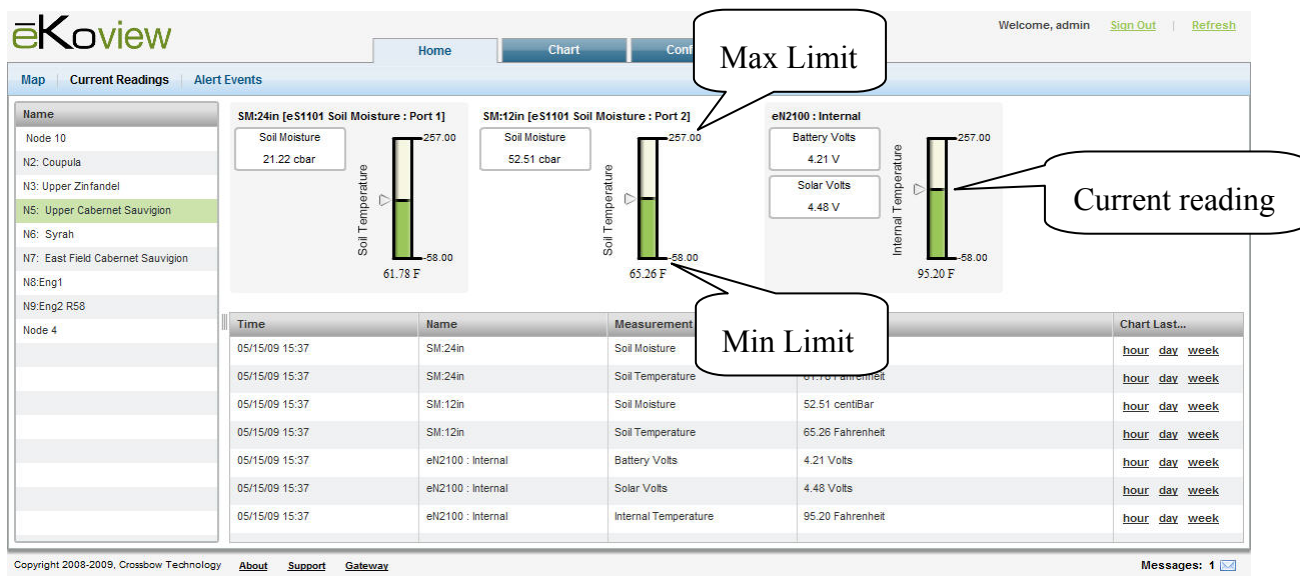 ēKoview
Welcome, admin Sign Out | Refresh
Home Chart Conf
Map Current Readings Alert Events
Name
Node 10
N2: Coupula
N3: Upper Zinfandel
N5: Upper Cabernet Sauvigion
N6: Syrah
N7: East Field Cabernet Sauvigion
N8:Eng1
N9:Eng2 R58
Node 4
SM:24in [eS1101 Soil Moisture : Port 1]
Soil Moisture
21.22 cbar
Soil Temperature
257.00
-58.00
61.78 F
SM:12in [eS1101 Soil Moisture : Port 2]
Soil Moisture
52.51 cbar
Soil Temperature
257.00
-58.00
65.26 F
eN2100 : Internal
Battery Volts
4.21 V
Solar Volts
4.48 V
Internal Temperature
257.00
-58.00
95.20 F
Max Limit
Current reading
Min Limit
Time Name Measurement Chart Last...
05/15/09 15:37 SM:24in Soil Moisture hour day week
05/15/09 15:37 SM:24in Soil Temperature 61.78 Fahrenheit hour day week
05/15/09 15:37 SM:12in Soil Moisture 52.51 centiBar hour day week
05/15/09 15:37 SM:12in Soil Temperature 65.26 Fahrenheit hour day week
05/15/09 15:37 eN2100 : Internal Battery Volts 4.21 Volts hour day week
05/15/09 15:37 eN2100 : Internal Solar Volts 4.48 Volts hour day week
05/15/09 15:37 eN2100 : Internal Internal Temperature 95.20 Fahrenheit hour day week
Copyright 2008-2009, Crossbow Technology About Support Gateway Messages: 1